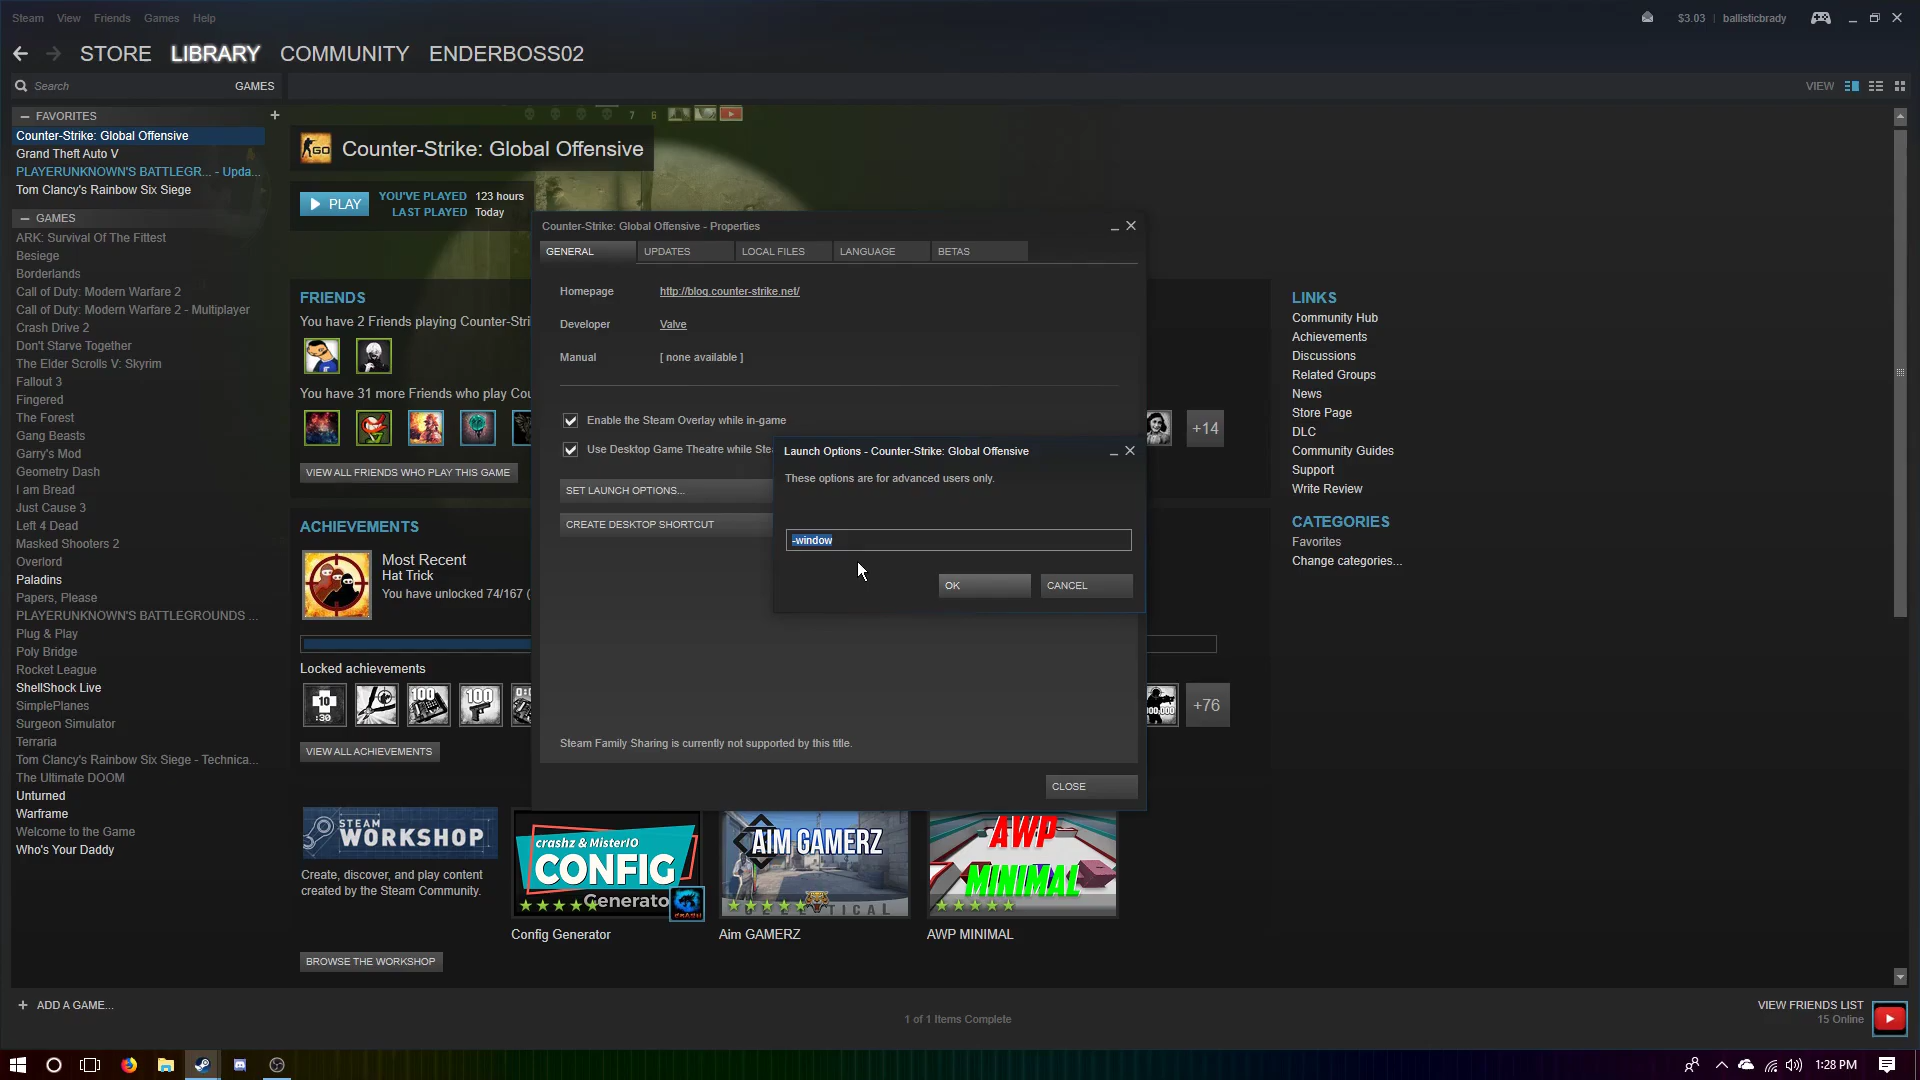 Steam View Friends Games Help
$3.03 | ballisticbrady
STORE LIBRARY COMMUNITY ENDERBOSS02
Search GAMES
VIEW
— FAVORITES +
Counter-Strike: Global Offensive
Grand Theft Auto V
PLAYERUNKNOWN'S BATTLEGR... - Upda...
Tom Clancy's Rainbow Six Siege
— GAMES
ARK: Survival Of The Fittest
Besiege
Borderlands
Call of Duty: Modern Warfare 2
Call of Duty: Modern Warfare 2 - Multiplayer
Crash Drive 2
Don't Starve Together
The Elder Scrolls V: Skyrim
Fallout 3
Fingered
The Forest
Gang Beasts
Garry's Mod
Geometry Dash
I am Bread
Just Cause 3
Left 4 Dead
Masked Shooters 2
Overlord
Paladins
Papers, Please
PLAYERUNKNOWN'S BATTLEGROUNDS ...
Plug & Play
Poly Bridge
Rocket League
ShellShock Live
SimplePlanes
Surgeon Simulator
Terraria
Tom Clancy's Rainbow Six Siege - Technica...
The Ultimate DOOM
Unturned
Warframe
Welcome to the Game
Who's Your Daddy
+ ADD A GAME...
7 6
GO Counter-Strike: Global Offensive
PLAY
YOU'VE PLAYED 123 hours
LAST PLAYED Today
FRIENDS
You have 2 Friends playing Counter-Stri
You have 31 more Friends who play Cou
+14
VIEW ALL FRIENDS WHO PLAY THIS GAME
ACHIEVEMENTS
Most Recent
Hat Trick
You have unlocked 74/167 (
Locked achievements
10
:30
100
100
0:0
00,000
+76
VIEW ALL ACHIEVEMENTS
STEAM
WORKSHOP
Create, discover, and play content
created by the Steam Community.
BROWSE THE WORKSHOP
crashz & MisterIO
CONFIG
Generato
CRASHZ
Config Generator
AIM GAMERZ
TICAL
Aim GAMERZ
AWP
MINIMAL
AWP MINIMAL
Counter-Strike: Global Offensive - Properties
GENERAL UPDATES LOCAL FILES LANGUAGE BETAS
Homepage http://blog.counter-strike.net/
Developer Valve
Manual [ none available ]
Enable the Steam Overlay while in-game
Use Desktop Game Theatre while Stea
SET LAUNCH OPTIONS...
CREATE DESKTOP SHORTCUT
Steam Family Sharing is currently not supported by this title.
CLOSE
Launch Options - Counter-Strike: Global Offensive
These options are for advanced users only.
-window
OK CANCEL
LINKS
Community Hub
Achievements
Discussions
Related Groups
News
Store Page
DLC
Community Guides
Support
Write Review
CATEGORIES
Favorites
Change categories...
1 of 1 Items Complete
VIEW FRIENDS LIST
15 Online
1:28 PM